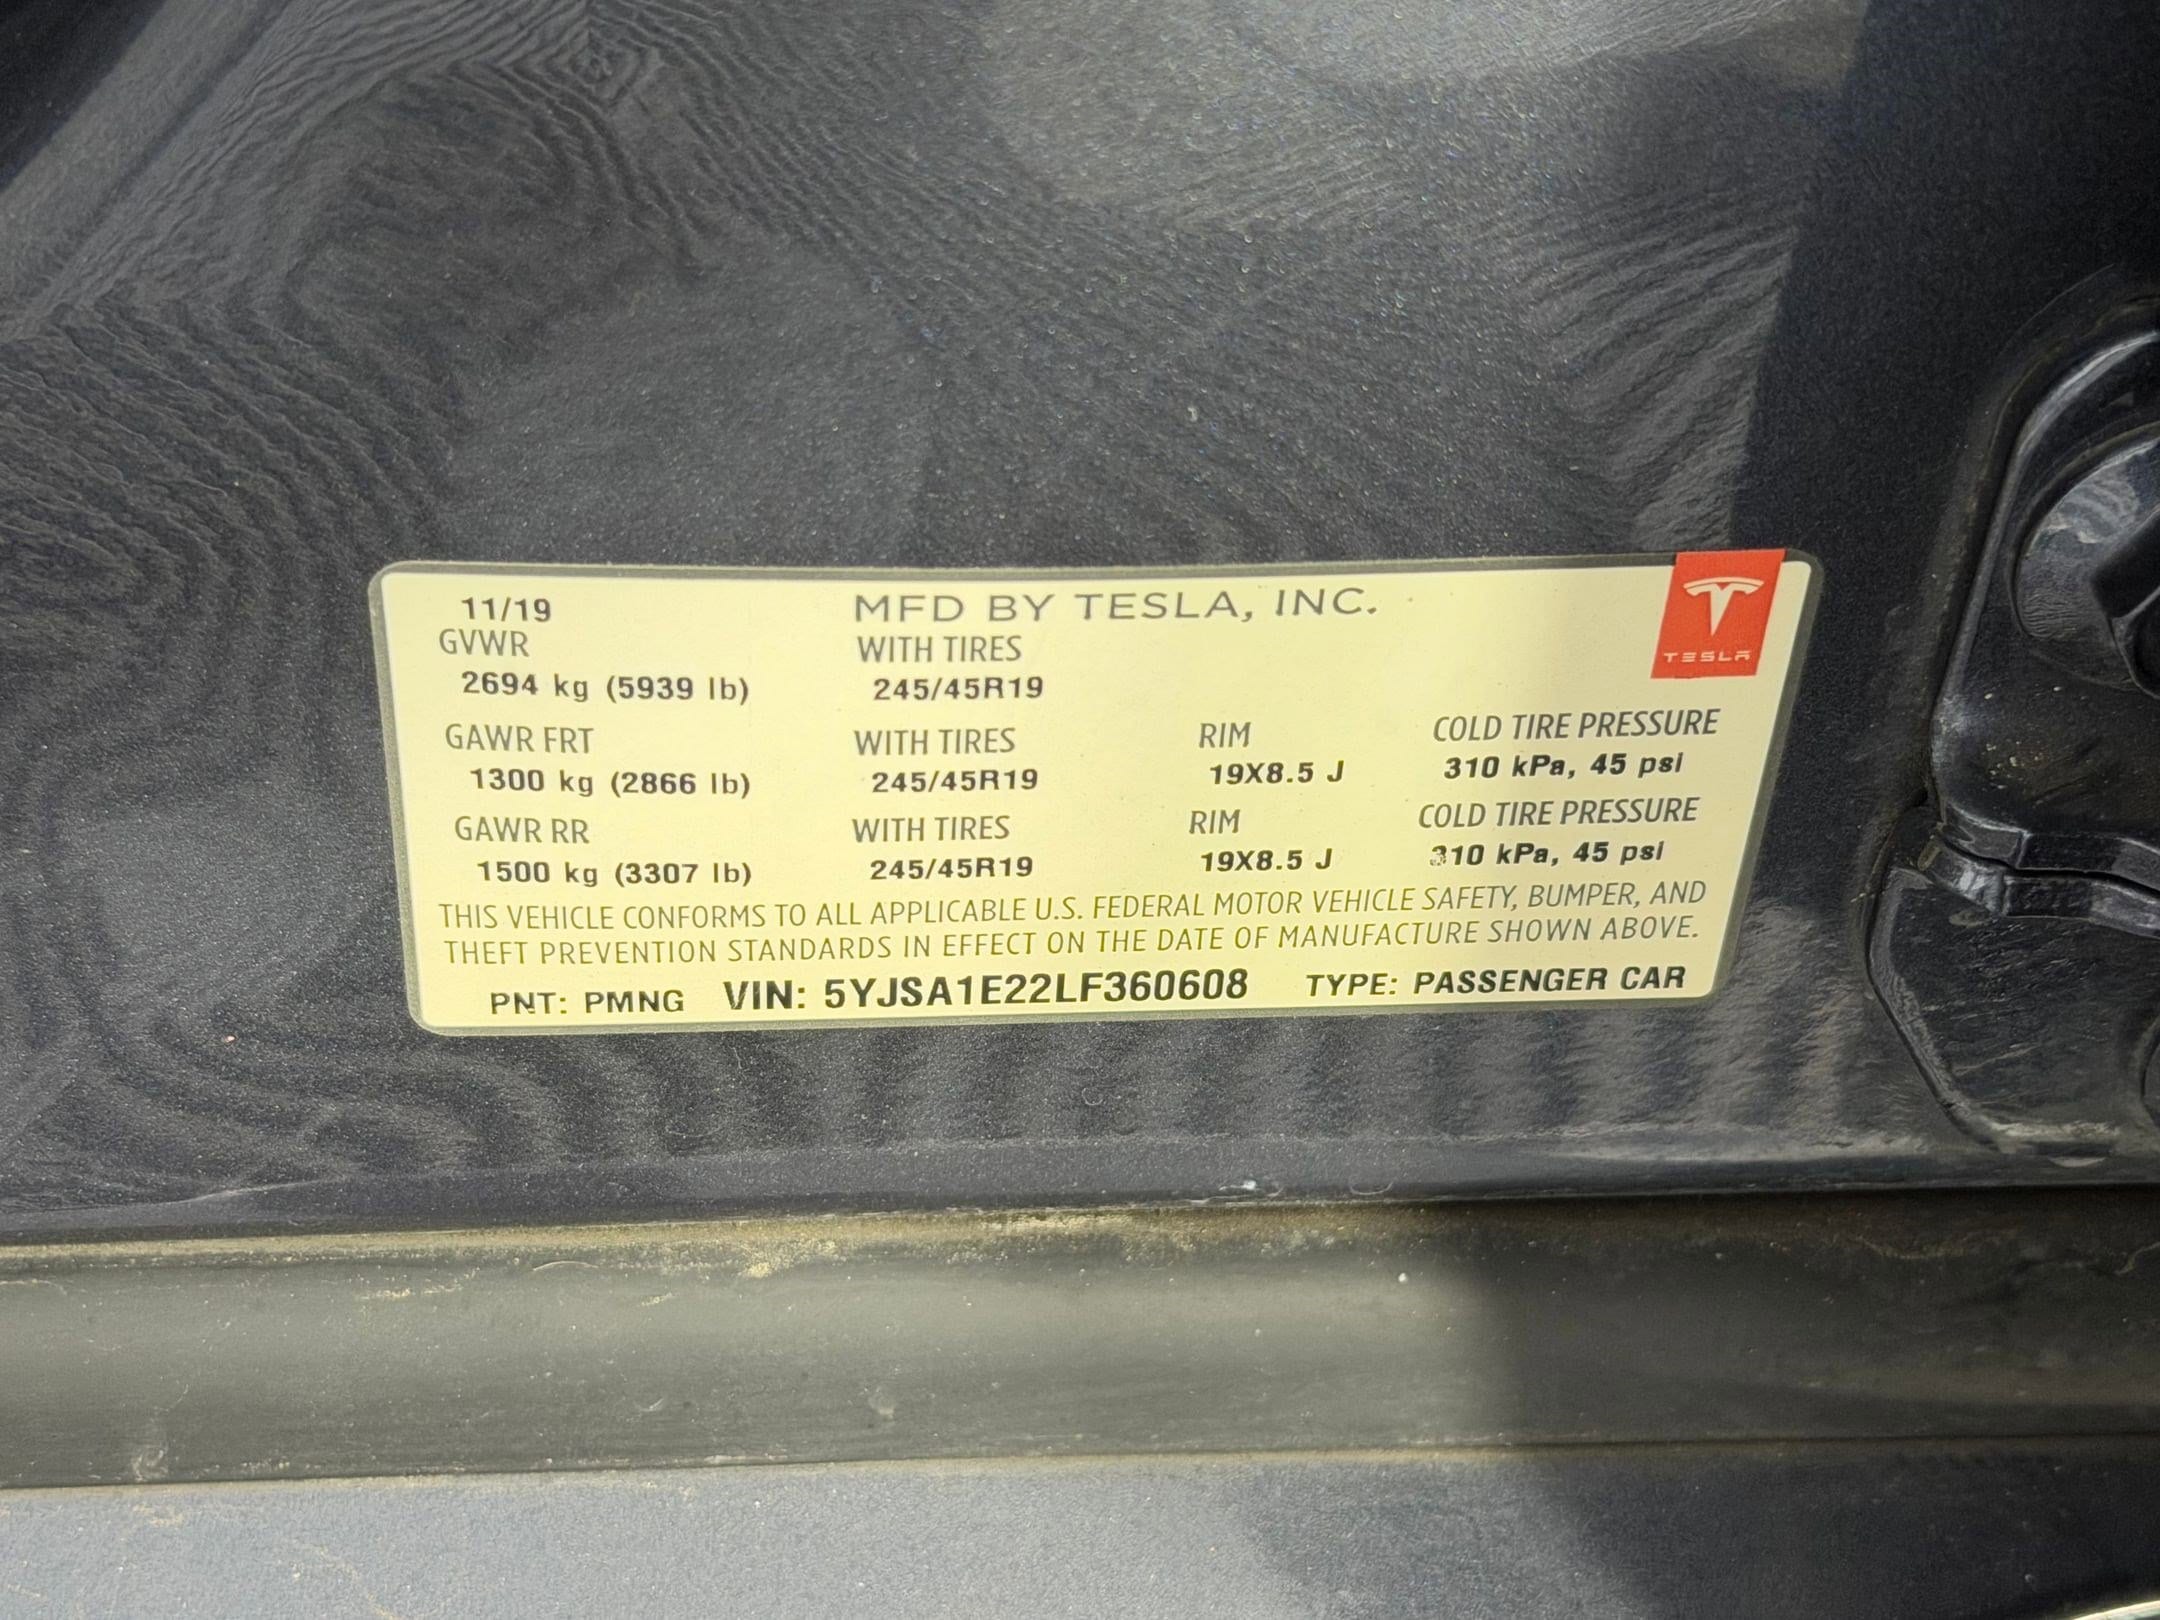 11/19 MFD BY TESLA, INC.
TESLA
GVWR WITH TIRES
2694 kg (5939 lb) 245/45R19
GAWR FRT WITH TIRES RIM COLD TIRE PRESSURE
1300 kg (2866 lb) 245/45R19 19X8.5 J 310 kPa, 45 psi
GAWR RR WITH TIRES RIM COLD TIRE PRESSURE
1500 kg (3307 lb) 245/45R19 19X8.5 J 310 kPa, 45 psi
THIS VEHICLE CONFORMS TO ALL APPLICABLE U.S. FEDERAL MOTOR VEHICLE SAFETY, BUMPER, AND
THEFT PREVENTION STANDARDS IN EFFECT ON THE DATE OF MANUFACTURE SHOWN ABOVE.
PNT: PMNG VIN: 5YJSA1E22LF360608 TYPE: PASSENGER CAR